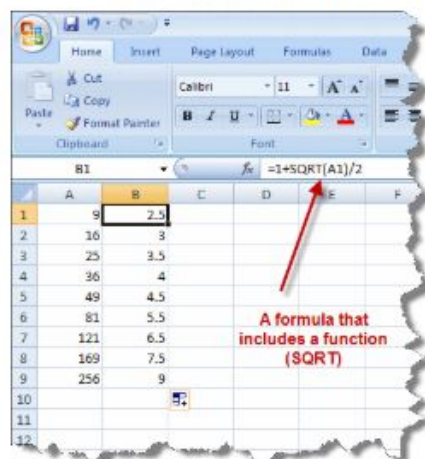 Home Insert Page Layout Formulas Data
Cut
Copy
Paste
Format Painter
Calibri 11 A A
B I U A
Clipboard Font
B1 fx =1+SQRT(A1)/2
A B C D E F
1 9 2.5
2 16 3
3 25 3.5
4 36 4
5 49 4.5
6 81 5.5
7 121 6.5
8 169 7.5
9 256 9
10
11
12
A formula that
includes a function
(SQRT)